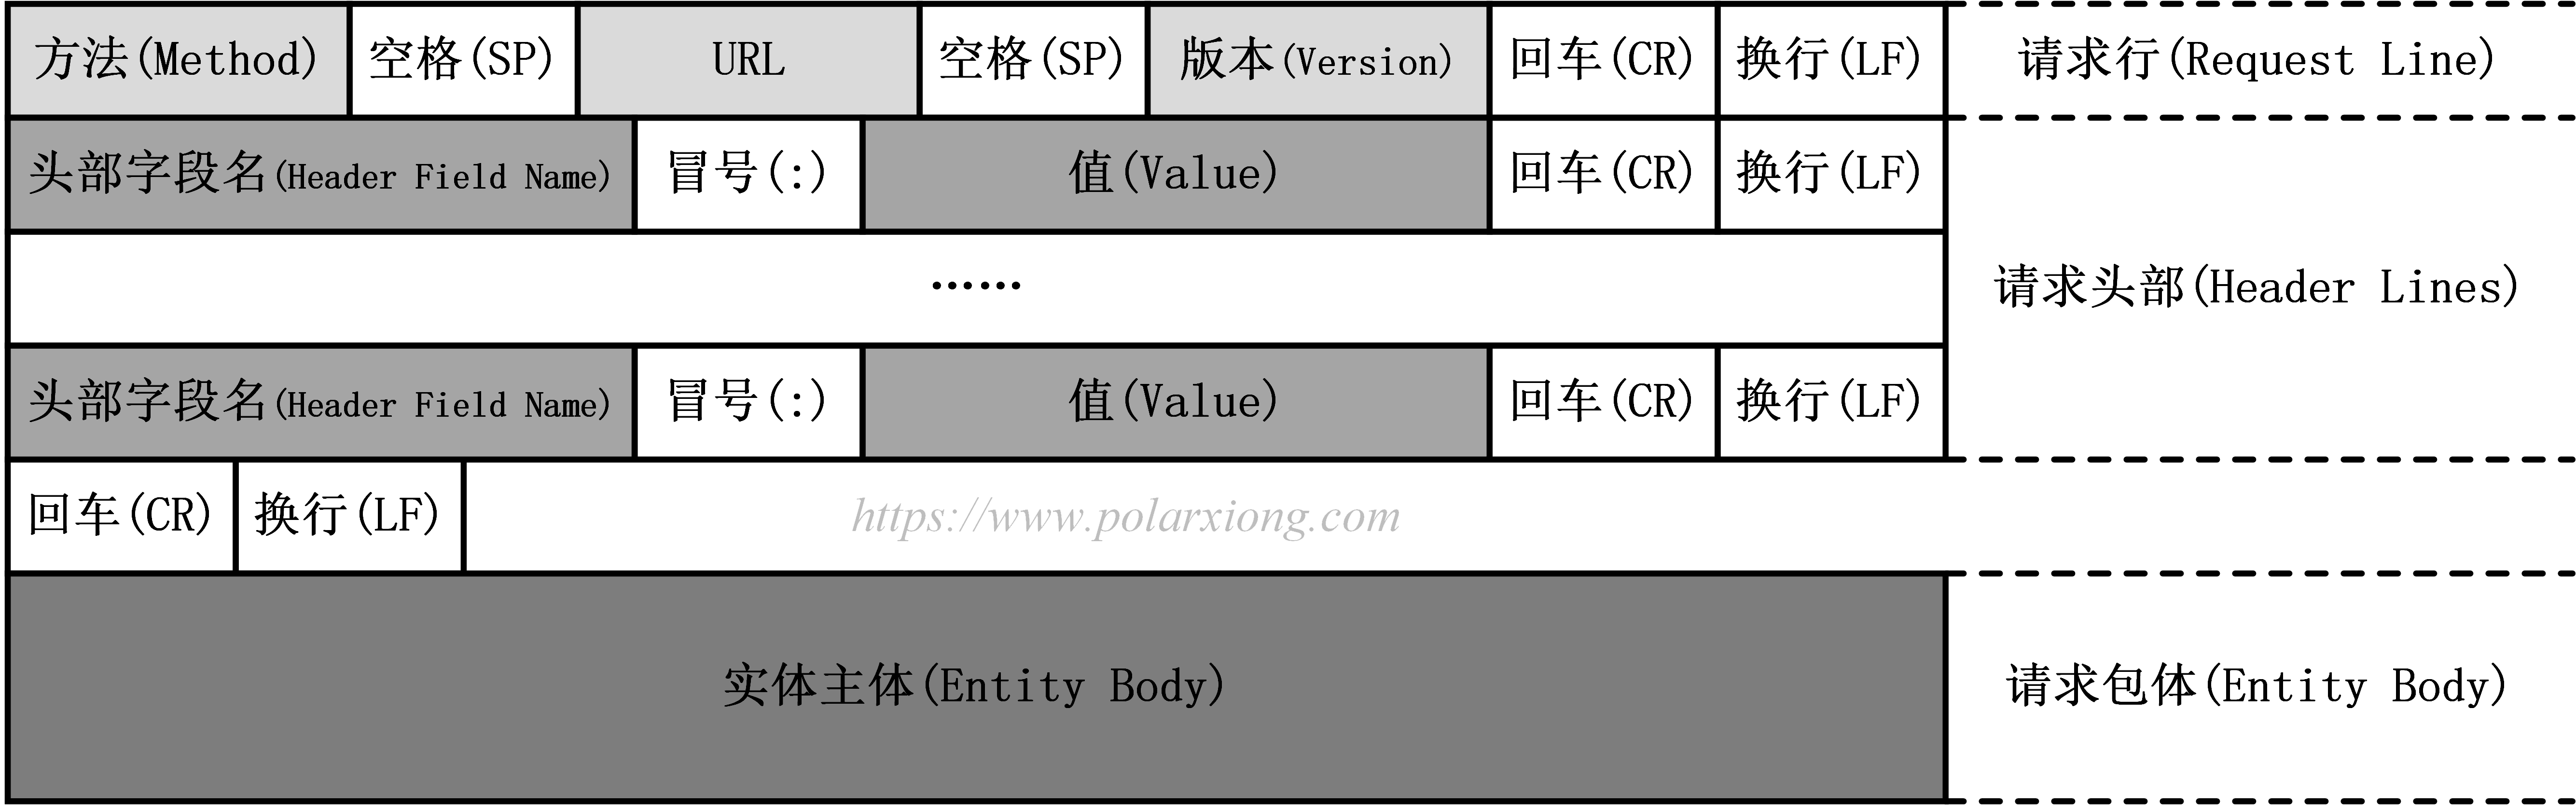 方法(Method) 空格(SP) URL 空格(SP) 版本(Version) 回车(CR) 换行(LF) 请求行(Request Line)
头部字段名(Header Field Name) 冒号(:) 值(Value) 回车(CR) 换行(LF)
…… 请求头部(Header Lines)
头部字段名(Header Field Name) 冒号(:) 值(Value) 回车(CR) 换行(LF)
回车(CR) 换行(LF) https://www.polarxiong.com
实体主体(Entity Body) 请求包体(Entity Body)